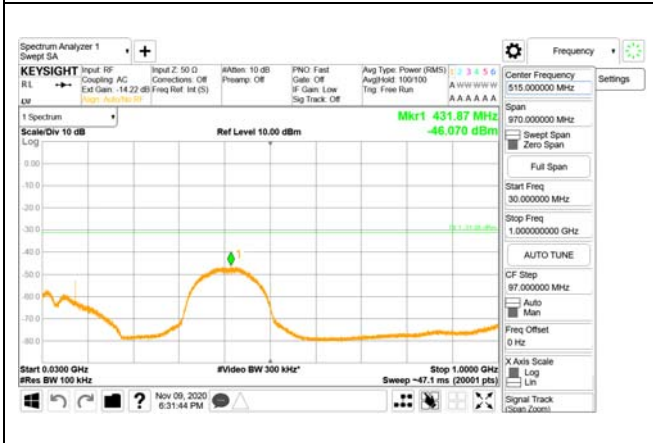 Spectrum Analyzer 1
Swept SA
+
Frequency
KEYSIGHT
Input: RF
Input Z: 50 Ω
#Atten: 10 dB
PNO: Fast
Avg Type: Power (RMS)
1 2 3 4 5 6
RL
Coupling: AC
Corrections: Off
Preamp: Off
Gate: Off
Avg|Hold: 100/100
A W W W W W
Ext Gain: -14.22 dB
Freq Ref: Int (S)
IF Gain: Low
Trig: Free Run
Align: Auto/No RF
Sig Track: Off
A A A A A A
Center Frequency
515.000000 MHz
Settings
Span
970.000000 MHz
Swept Span
Zero Span
Full Span
Start Freq
30.000000 MHz
Stop Freq
1.000000000 GHz
AUTO TUNE
CF Step
97.000000 MHz
Auto
Man
Freq Offset
0 Hz
X Axis Scale
Log
Lin
Signal Track
(Span Zoom)
1 Spectrum
Mkr1 431.87 MHz
Scale/Div 10 dB
Ref Level 10.00 dBm
-46.070 dBm
Log
0.00
-10.0
-20.0
-30.0
-40.0
1
-50.0
-60.0
-70.0
-80.0
Start 0.0300 GHz
#Video BW 300 kHz*
Stop 1.0000 GHz
#Res BW 100 kHz
Sweep ~47.1 ms (20001 pts)
?
Nov 09, 2020
6:31:44 PM